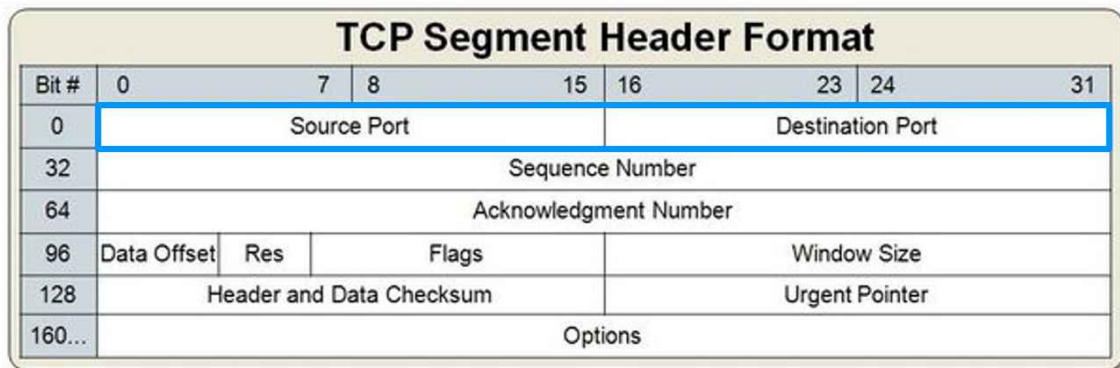 TCP Segment Header Format
Bit # 0 7 8 15 16 23 24 31
0 Source Port Destination Port
32 Sequence Number
64 Acknowledgment Number
96 Data Offset Res Flags Window Size
128 Header and Data Checksum Urgent Pointer
160... Options